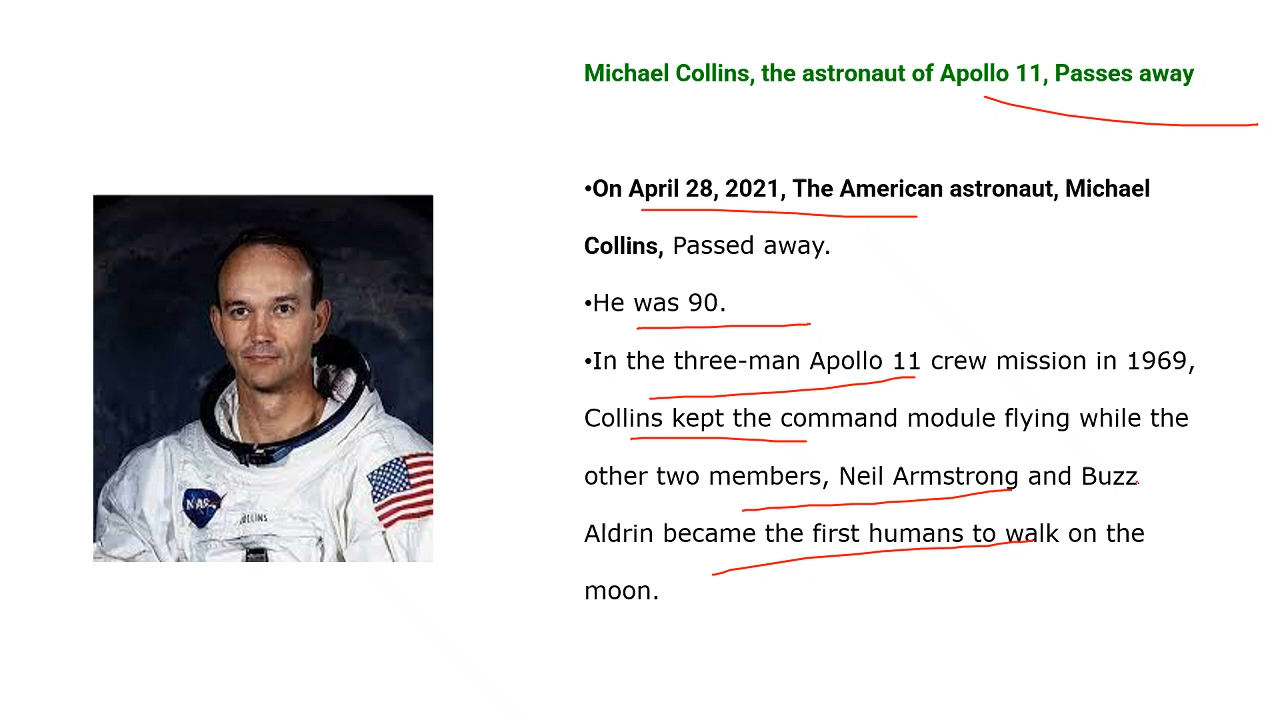 Michael Collins, the astronaut of Apollo 11, Passes away
•On April 28, 2021, The American astronaut, Michael
Collins, Passed away.
•He was 90.
•In the three-man Apollo 11 crew mission in 1969,
Collins kept the command module flying while the
other two members, Neil Armstrong and Buzz
Aldrin became the first humans to walk on the
moon.
NASA
COLLINS